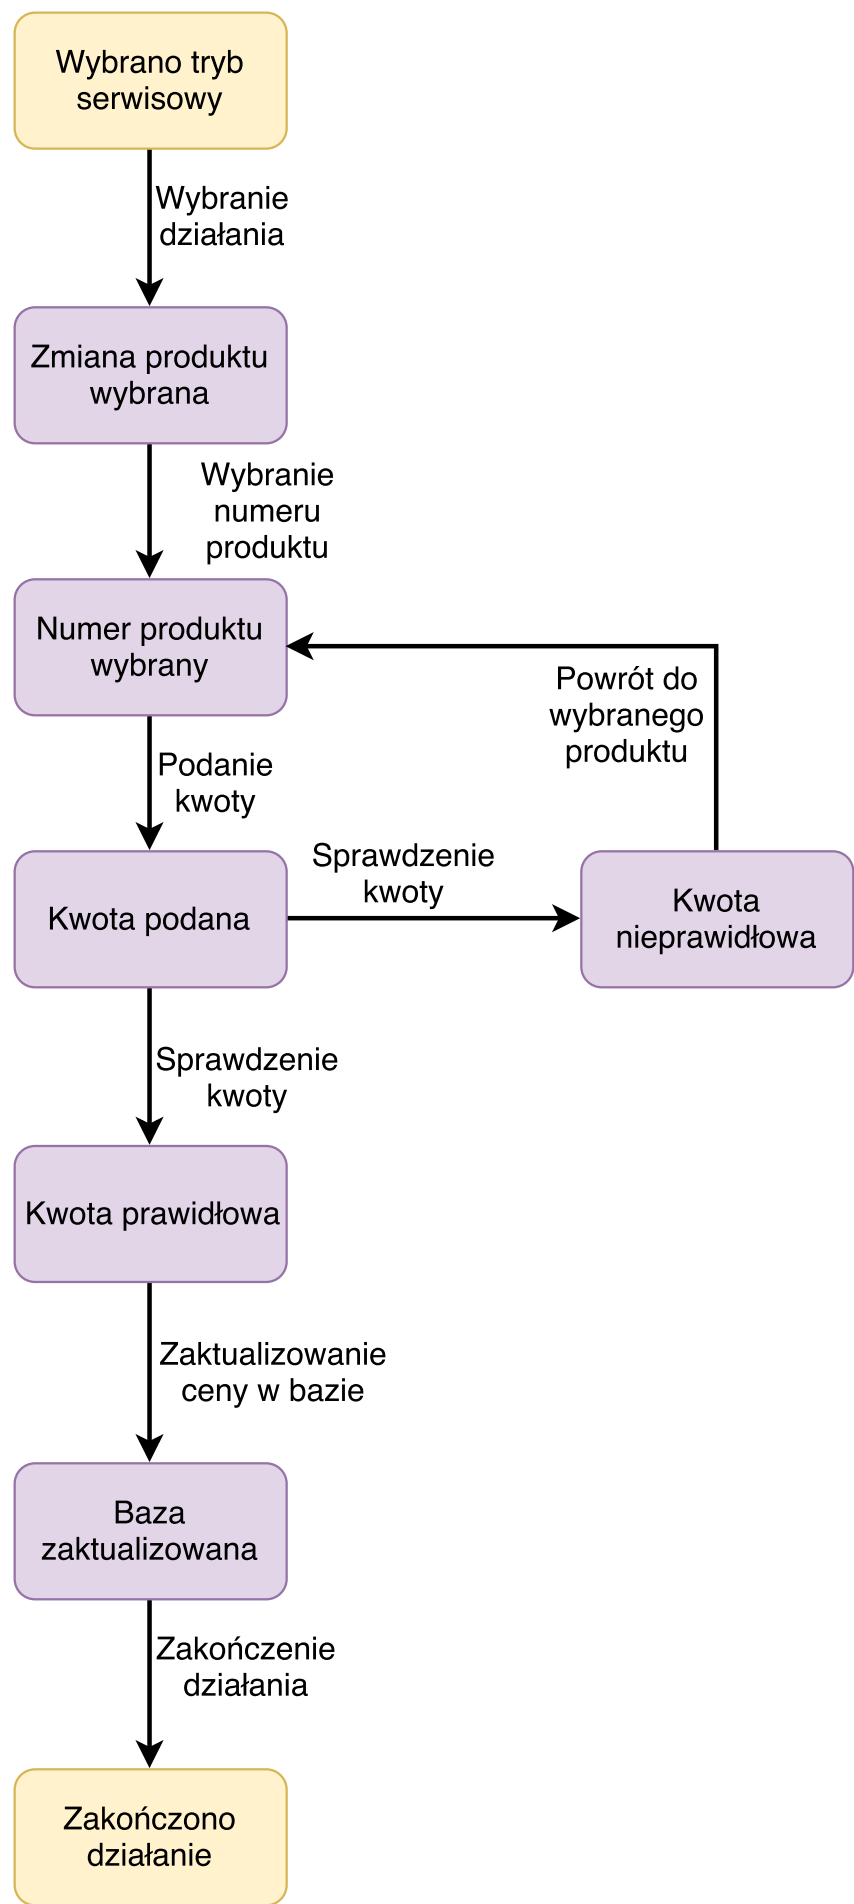 Wybrano tryb
serwisowy
Wybranie
działania
Zmiana produktu
wybrana
Wybranie
numeru
produktu
Numer produktu
wybrany
Powrót do
wybranego
produktu
Podanie
kwoty
Kwota podana
Sprawdzenie
kwoty
Kwota
nieprawidłowa
Sprawdzenie
kwoty
Kwota prawidłowa
Zaktualizowanie
ceny w bazie
Baza
zaktualizowana
Zakończenie
działania
Zakończono
działanie